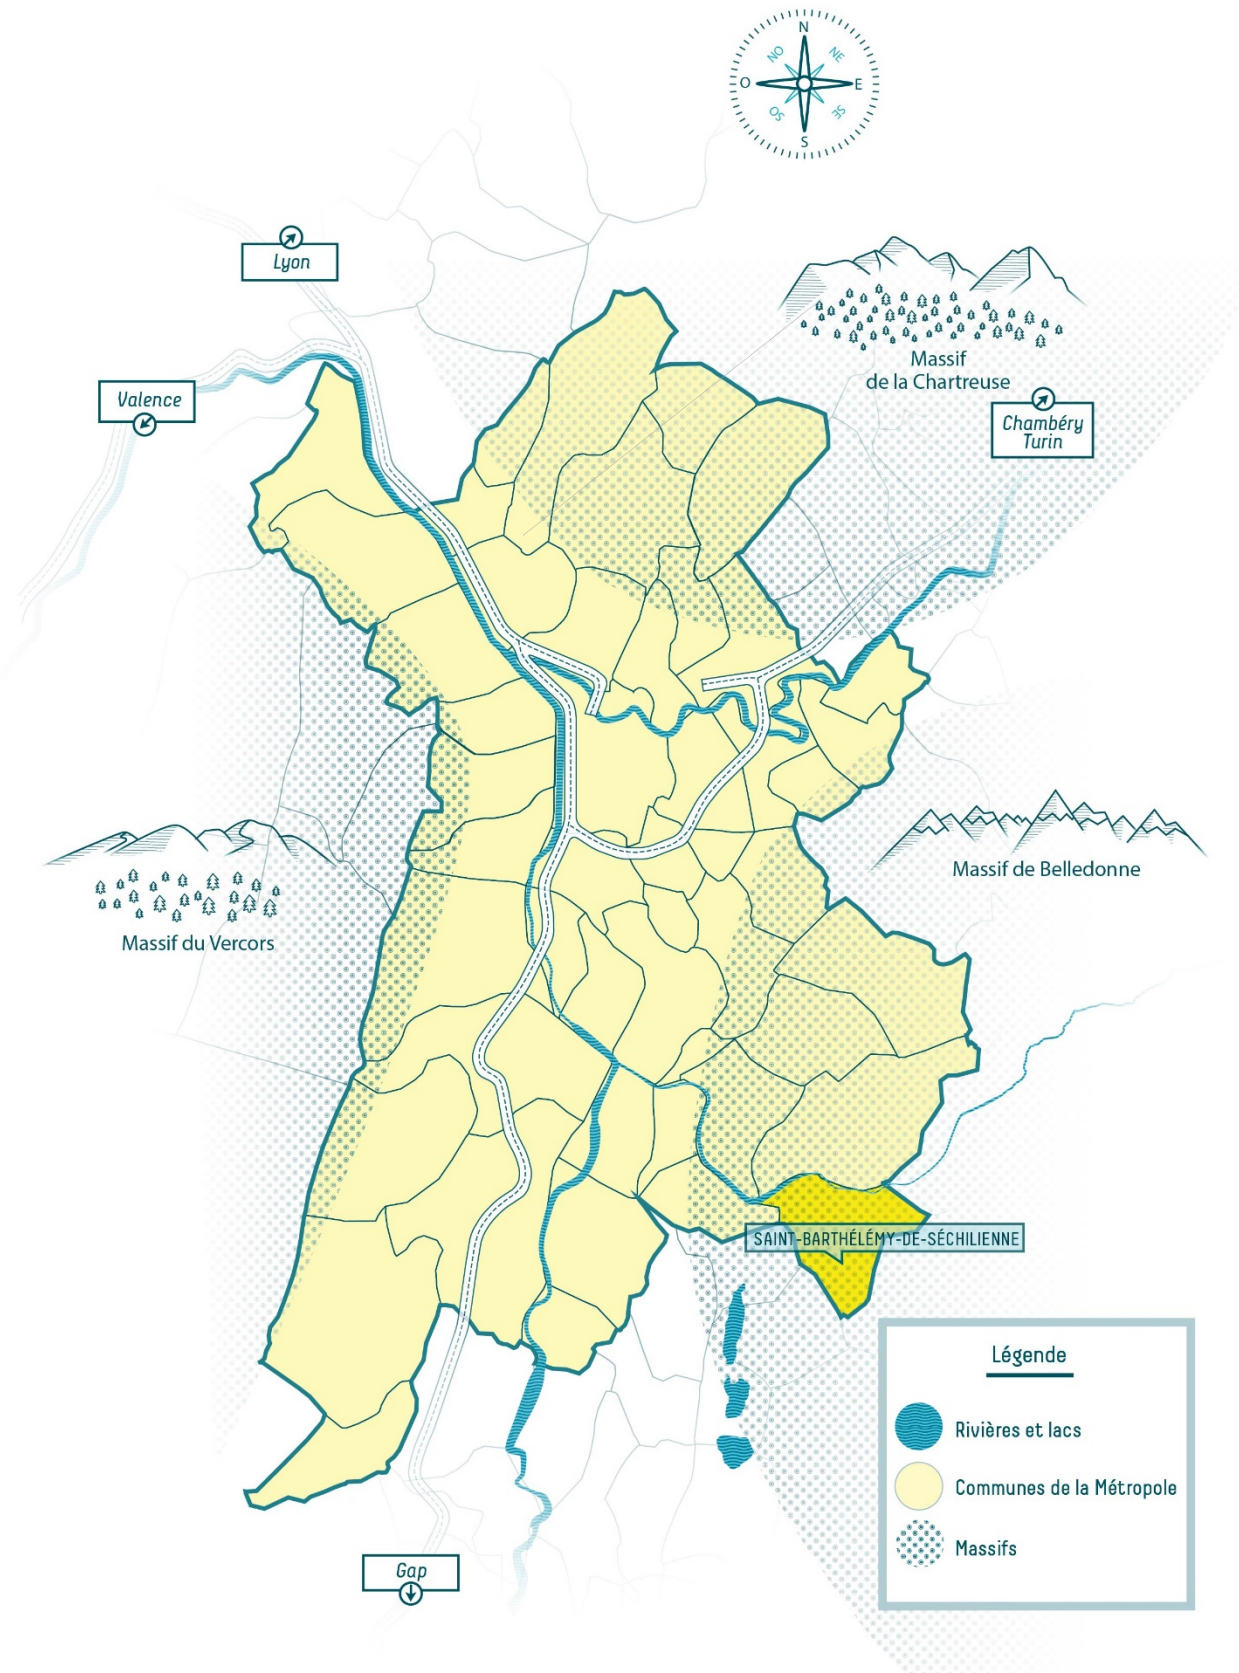 N
NO
NE
O
E
SO
SE
S
Lyon
Massif
de la Chartreuse
Valence
Chambéry
Turin
Massif de Belledonne
Massif du Vercors
SAINT-BARTHÉLÉMY-DE-SÉCHILIENNE
Légende
Rivières et lacs
Communes de la Métropole
Massifs
Gap